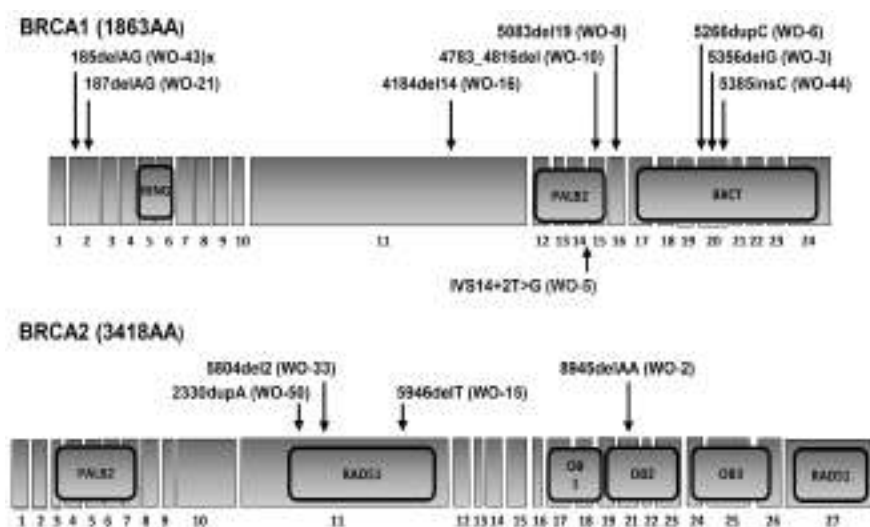 BRCA1 (1863AA)
5083del19 (WO-8)
5266dupC (WO-6)
185delAG (WO-43)x
4783_4816del (WO-10)
5356delG (WO-3)
187delAG (WO-21)
4184del14 (WO-16)
5385insC (WO-44)
RING
PALB2
BRCT
1 2 3 4 5 6 7 8 9 10 11 12 13 14 15 16 17 18 19 20 21 22 23 24
IVS14+2T>G (WO-5)
BRCA2 (3418AA)
5804del2 (WO-33)
8945delAA (WO-2)
2330dupA (WO-50)
5946delT (WO-15)
PALB2
RAD51
OB
1
OB2
OB3
RAD51
1 2 3 4 5 6 7 8 9 10 11 12 13 14 15 16 17 18 19 21 22 23 24 25 26 27